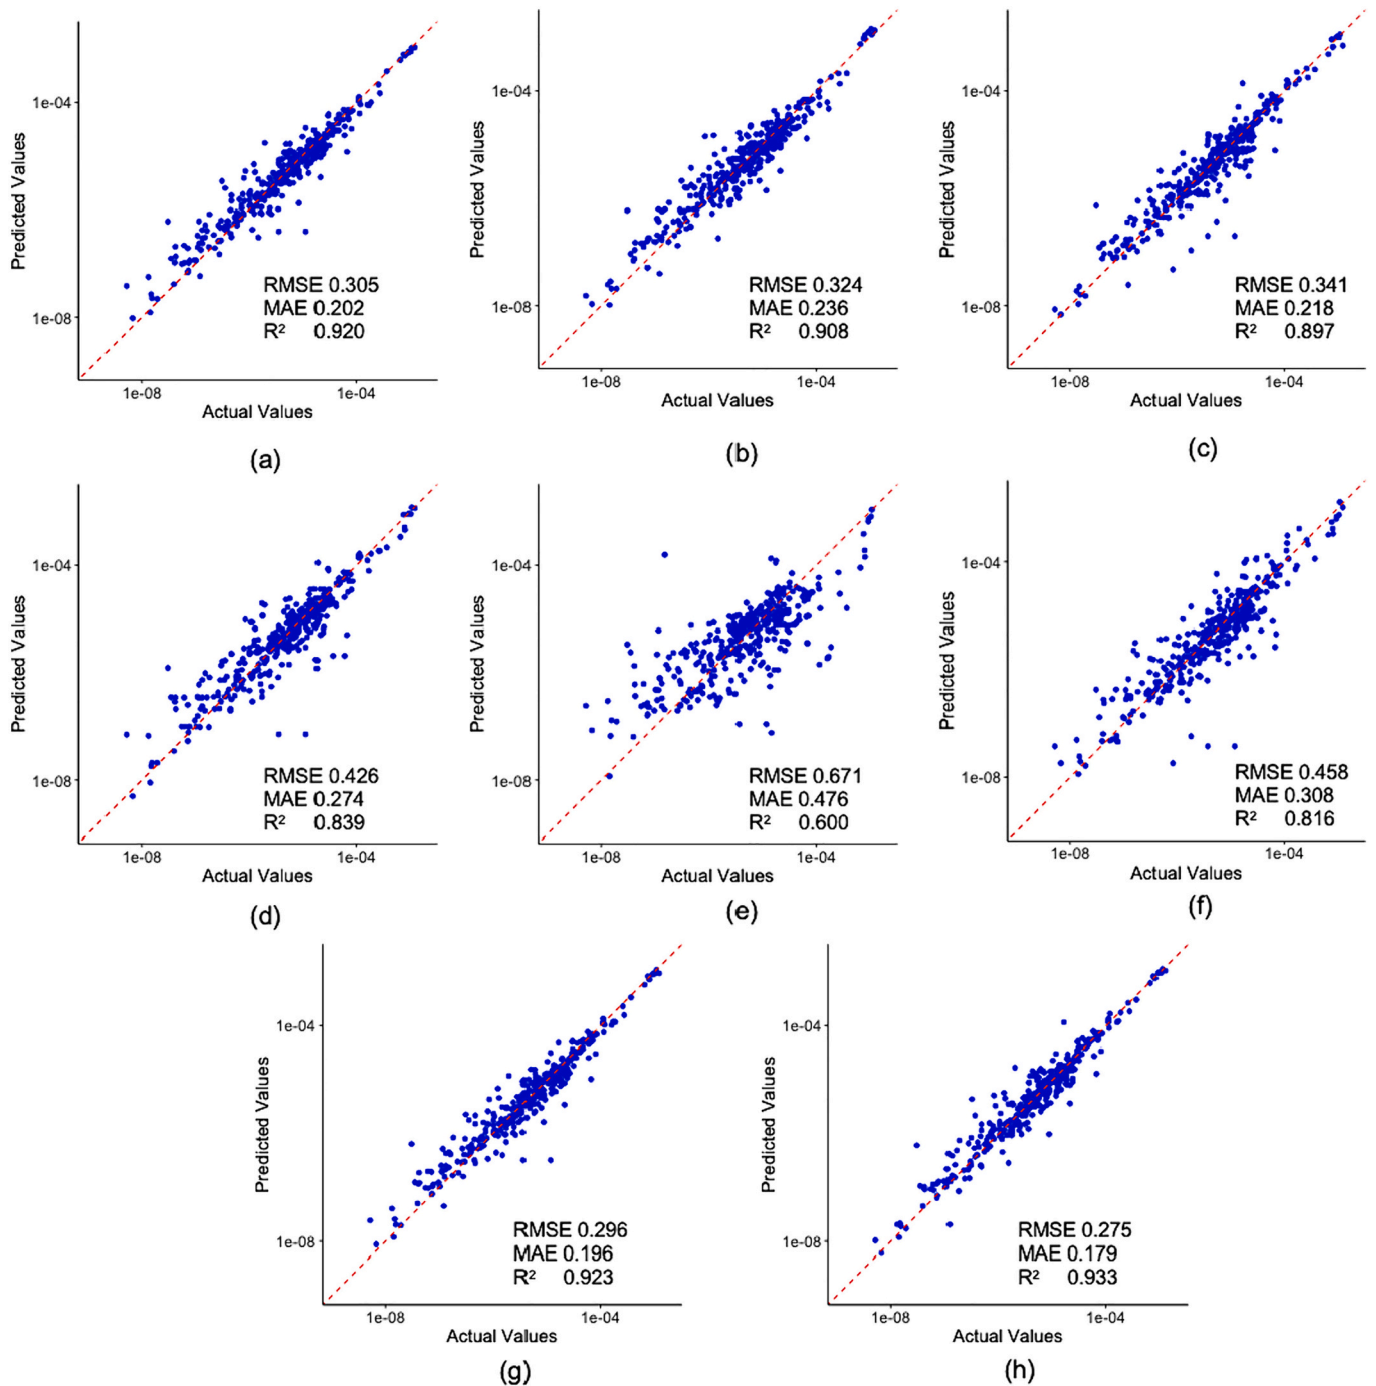 Predicted Values
1e-04
1e-08
RMSE 0.305
MAE 0.202
R² 0.920
1e-08 1e-04
Actual Values
(a)
Predicted Values
1e-04
1e-08
RMSE 0.324
MAE 0.236
R² 0.908
1e-08 1e-04
Actual Values
(b)
Predicted Values
1e-04
1e-08
RMSE 0.341
MAE 0.218
R² 0.897
1e-08 1e-04
Actual Values
(c)
Predicted Values
1e-04
1e-08
RMSE 0.426
MAE 0.274
R² 0.839
1e-08 1e-04
Actual Values
(d)
Predicted Values
1e-04
1e-08
RMSE 0.671
MAE 0.476
R² 0.600
1e-08 1e-04
Actual Values
(e)
Predicted Values
1e-04
1e-08
RMSE 0.458
MAE 0.308
R² 0.816
1e-08 1e-04
Actual Values
(f)
Predicted Values
1e-04
1e-08
RMSE 0.296
MAE 0.196
R² 0.923
1e-08 1e-04
Actual Values
(g)
Predicted Values
1e-04
1e-08
RMSE 0.275
MAE 0.179
R² 0.933
1e-08 1e-04
Actual Values
(h)